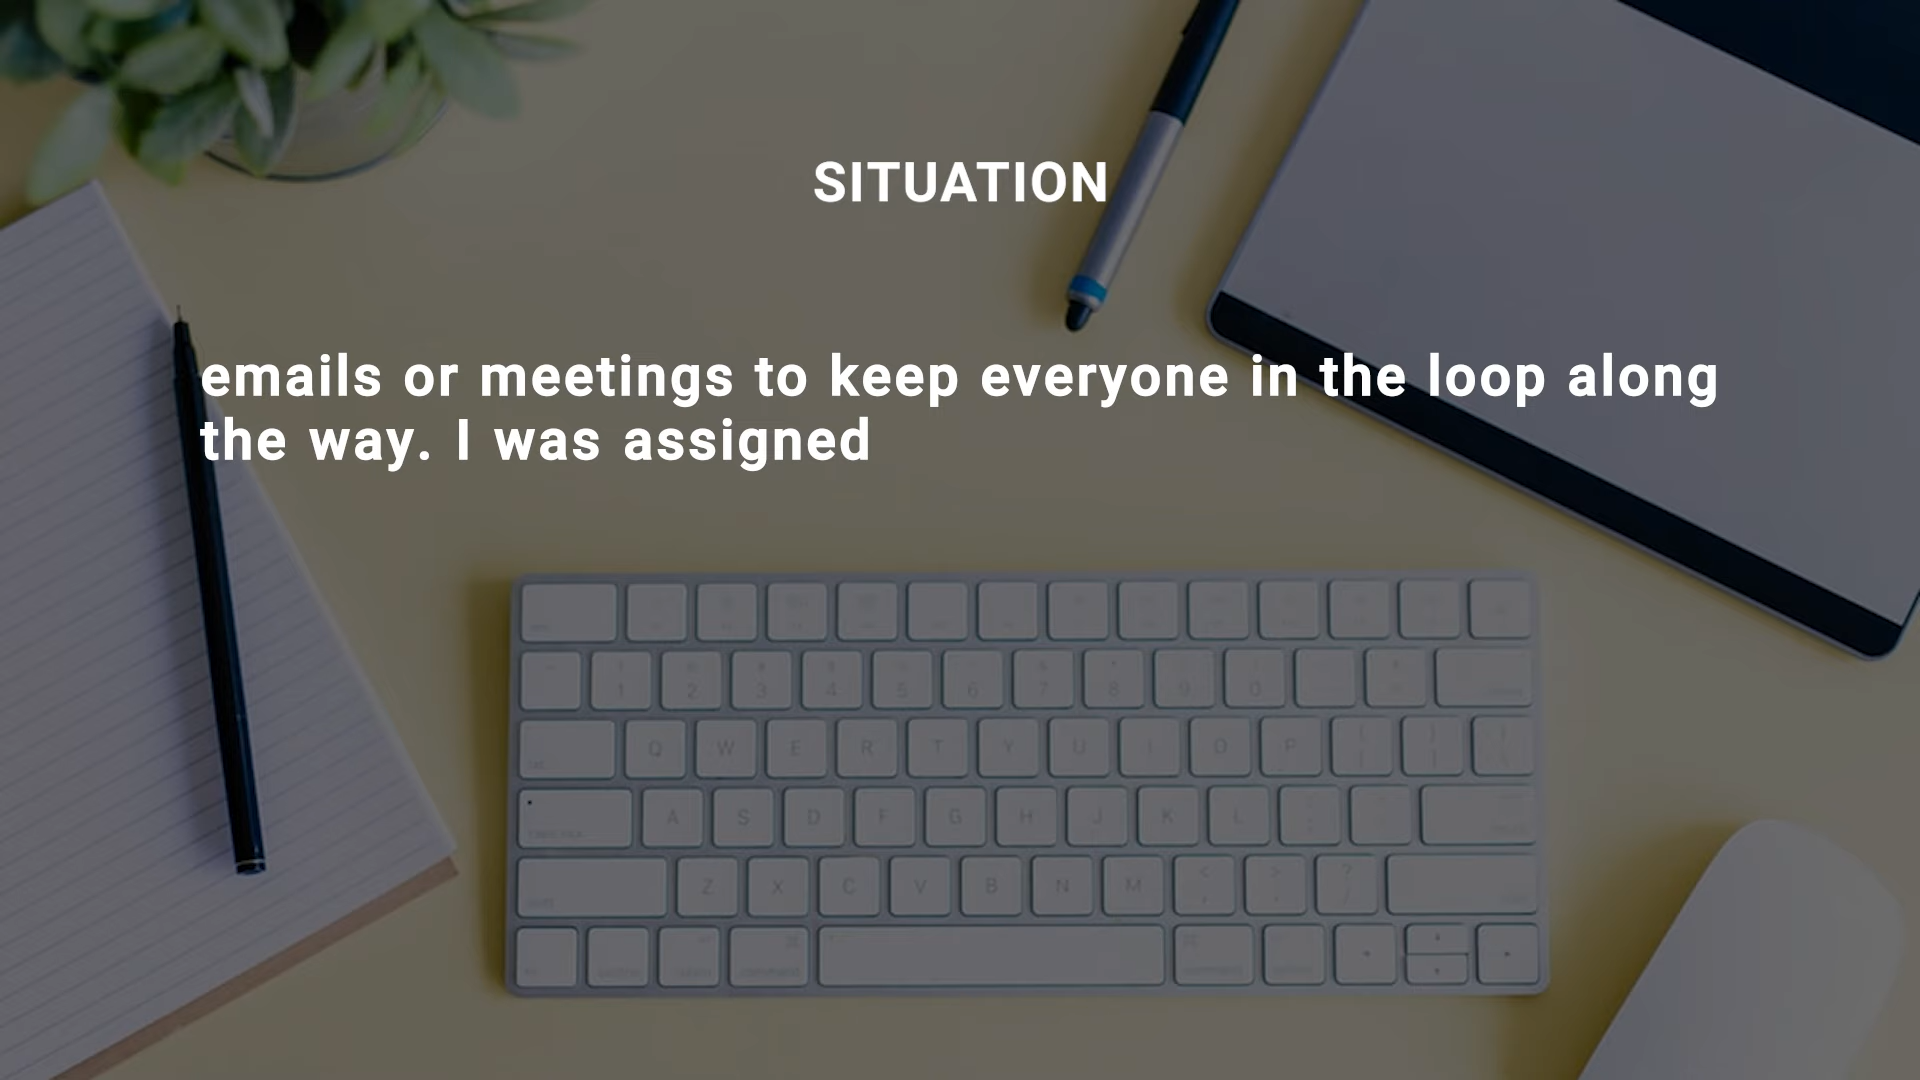 SITUATION
emails or meetings to keep everyone in the loop along
the way. I was assigned